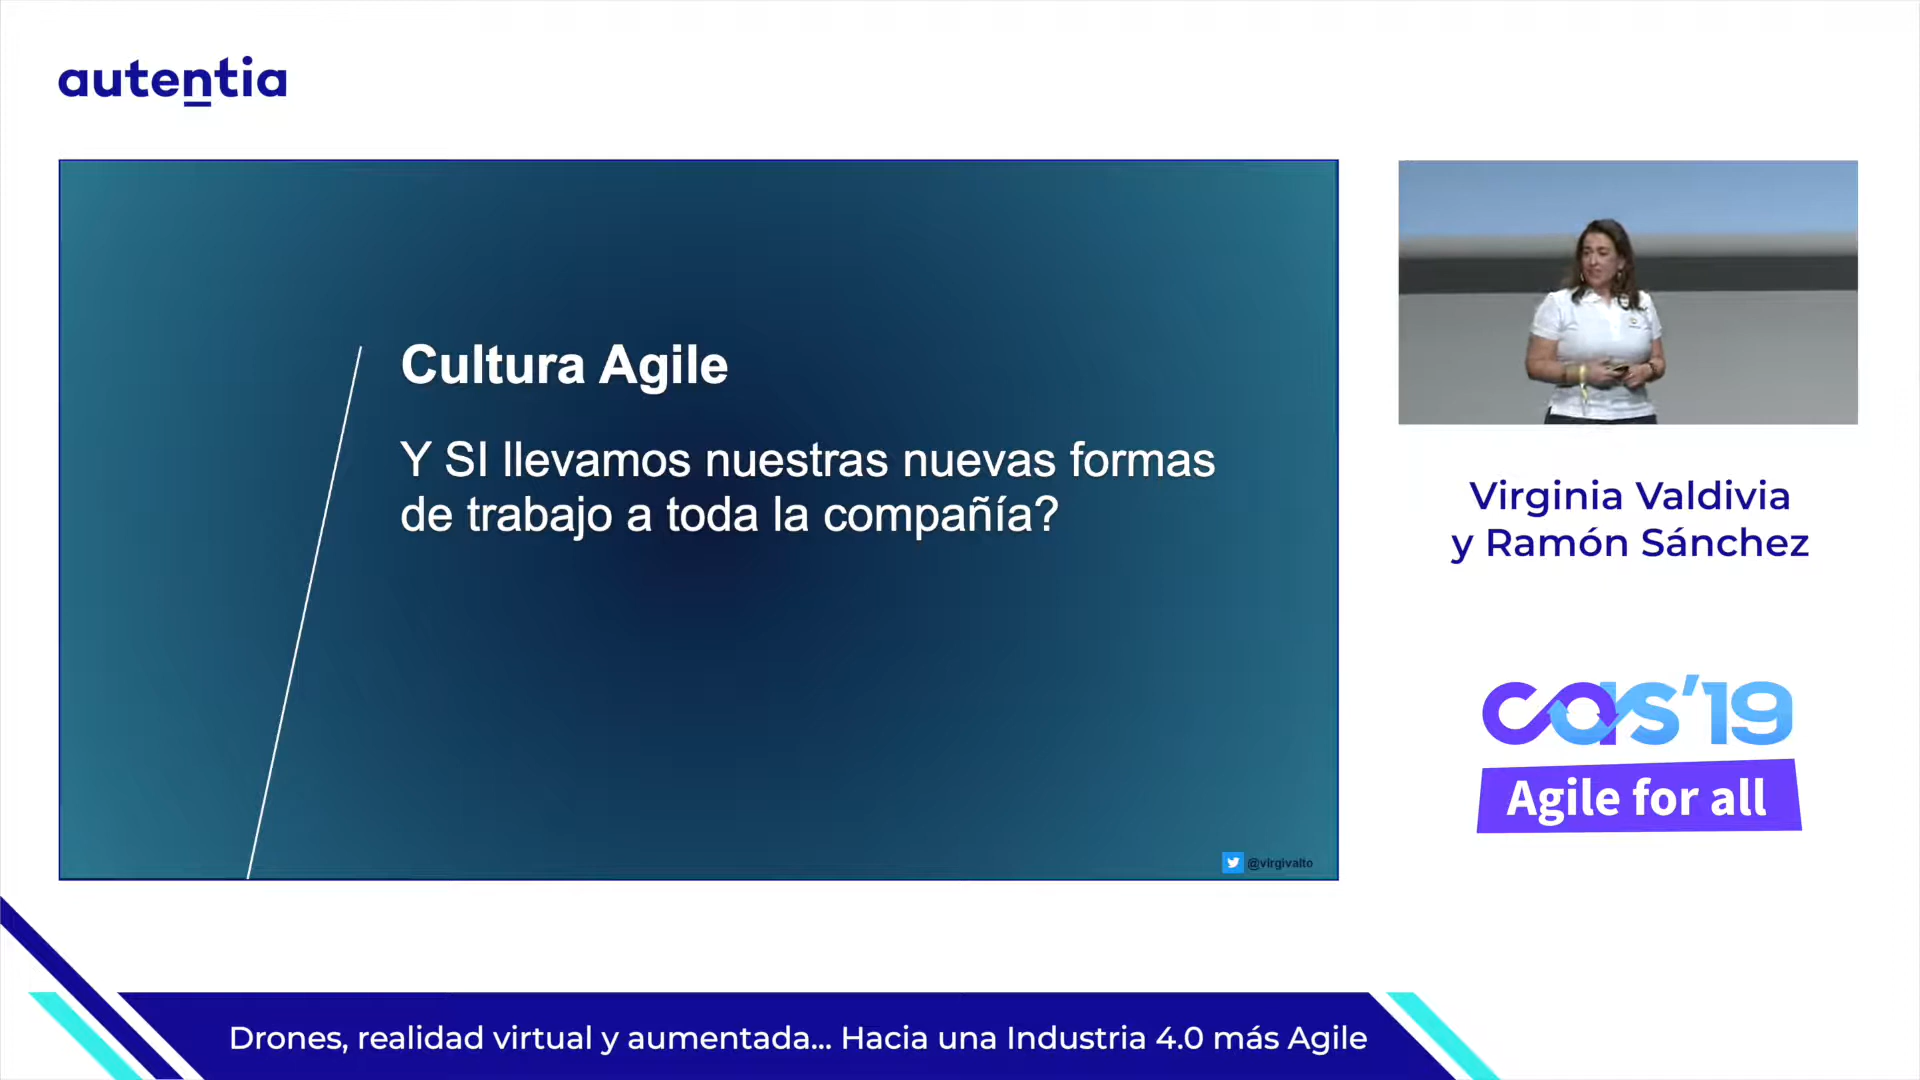 autentia
Cultura Agile
Y SI llevamos nuestras nuevas formas
de trabajo a toda la compañía?
@virgivalto
Virginia Valdivia
y Ramón Sánchez
cas'19
Agile for all
Drones, realidad virtual y aumentada... Hacia una Industria 4.0 más Agile